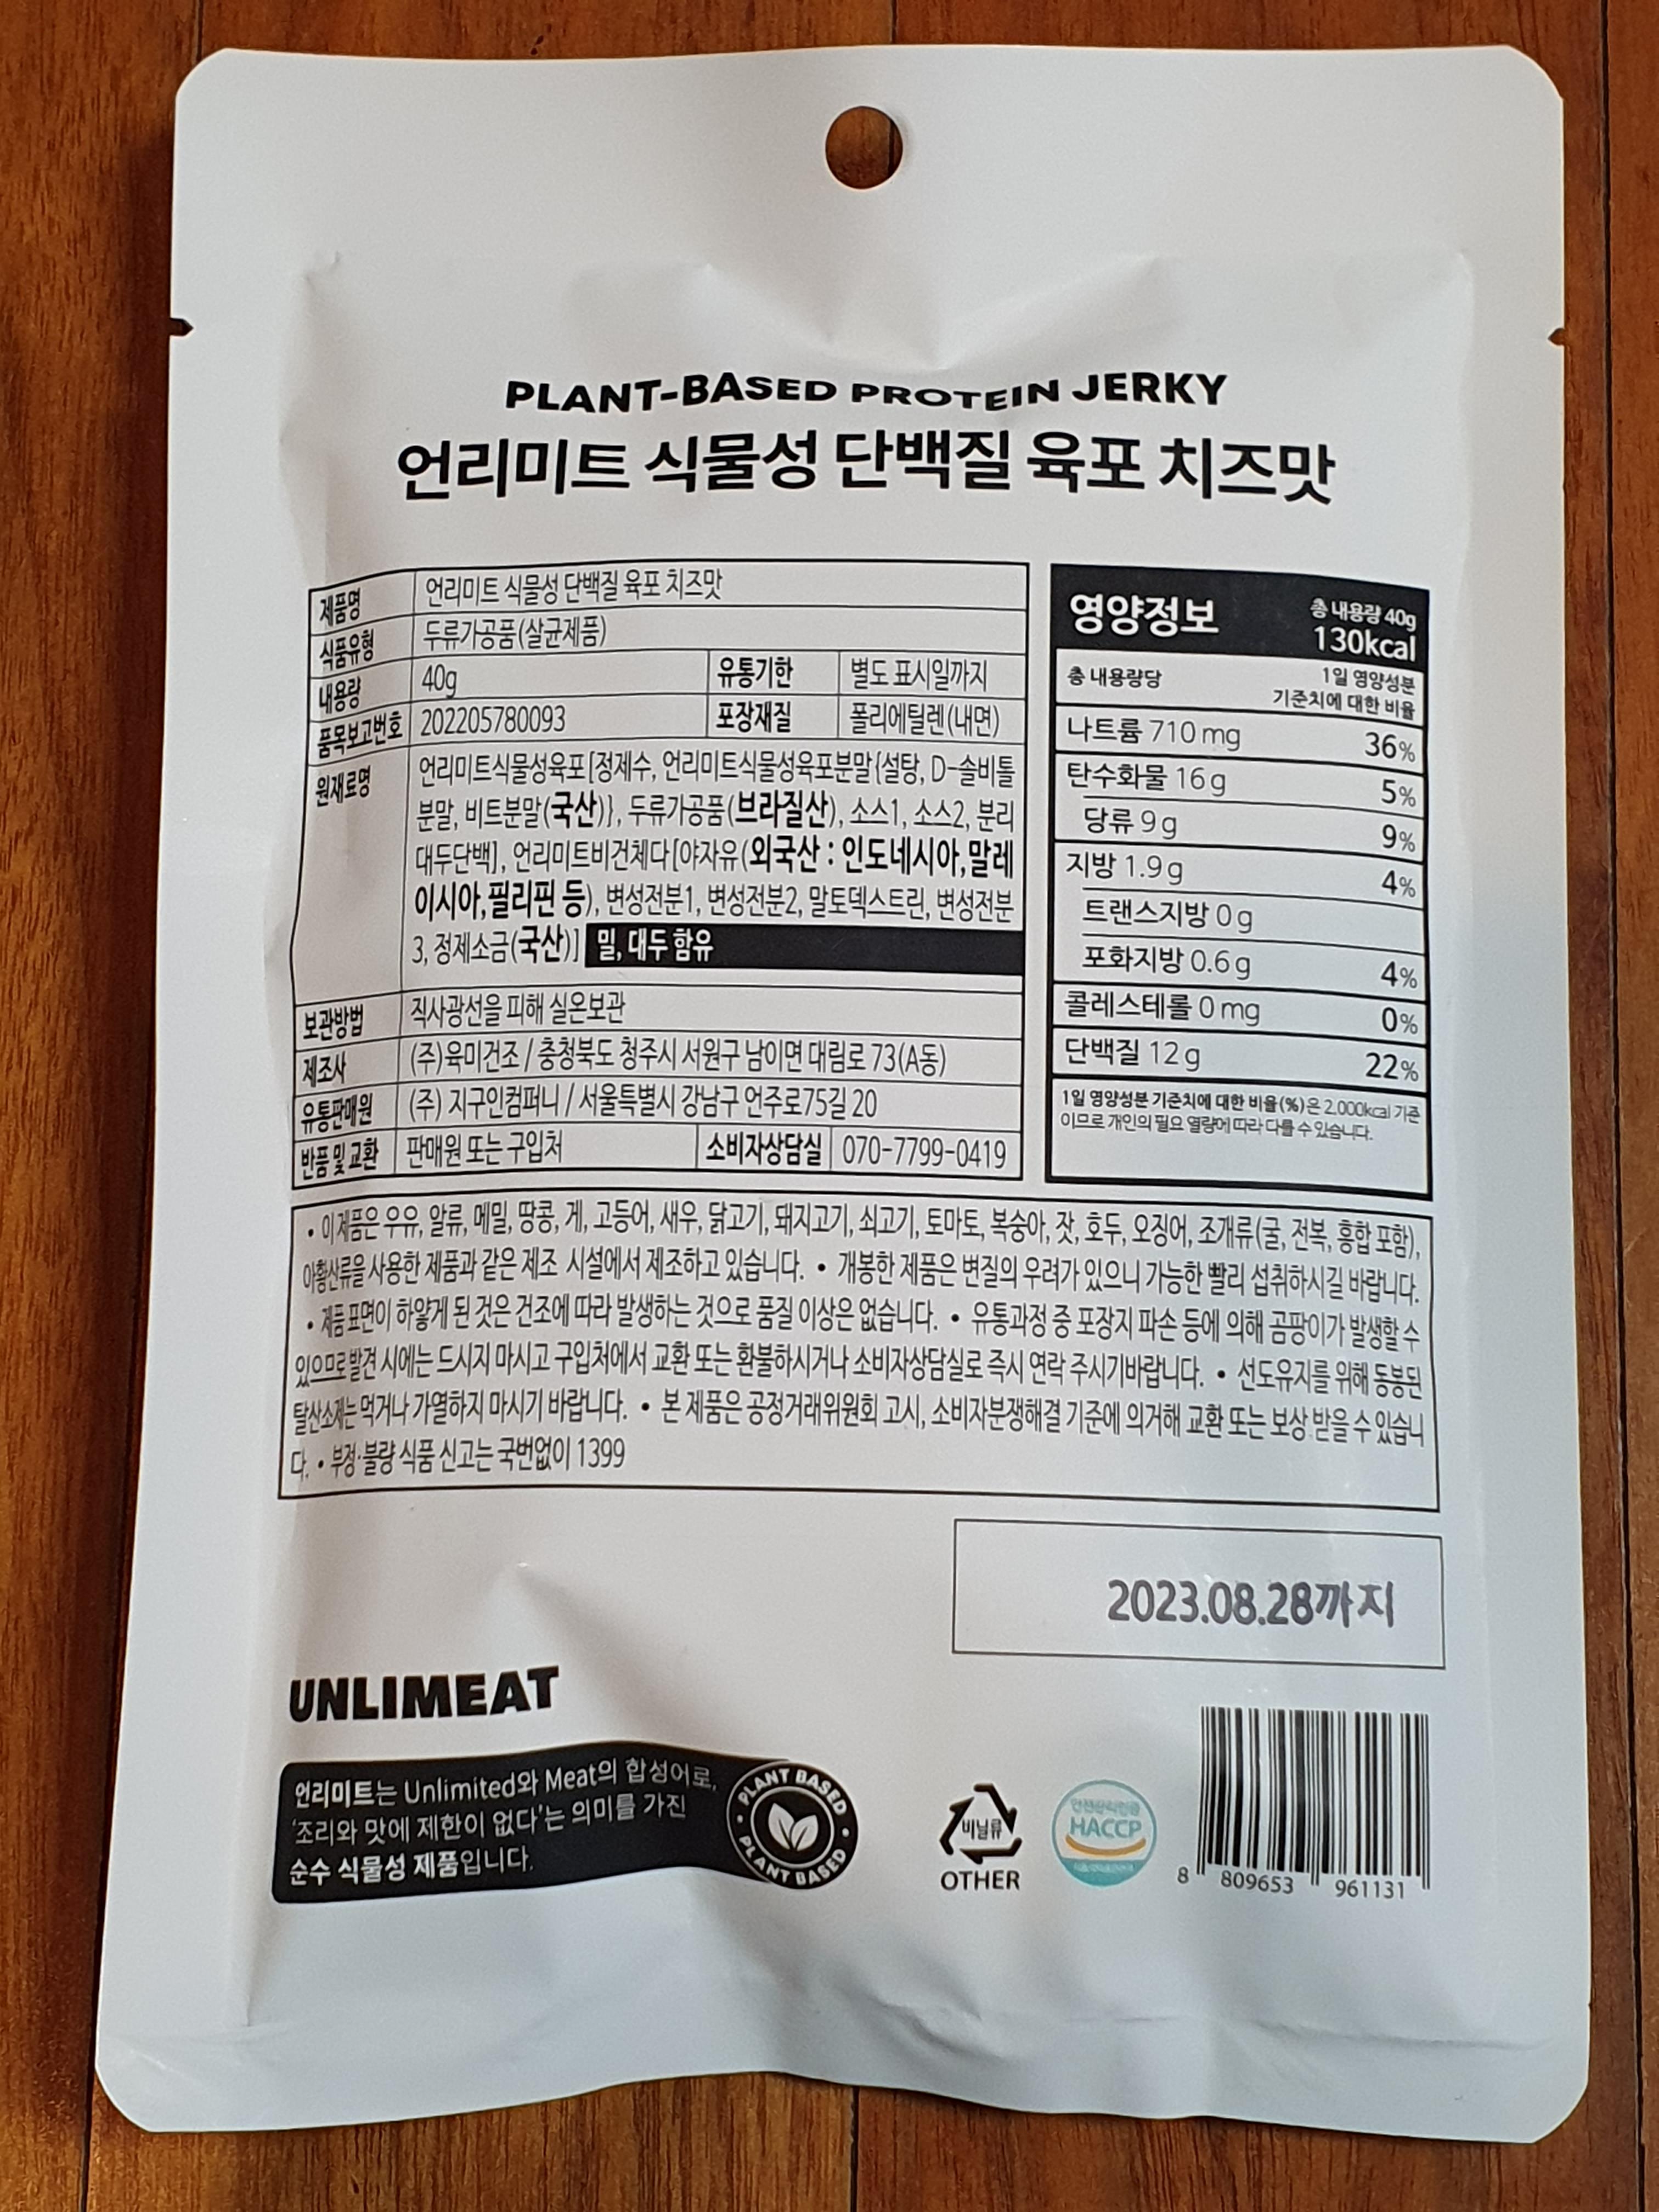 PLANT-BASED PROTEIN JERKY
언리미트 식물성 단백질 육포 치즈맛
제품명 언리미트 식물성 단백질 육포 치즈맛
식품유형 두류가공품(살균제품)
내용량 40g 유통기한 별도 표시일까지
품목보고번호 202205780093 포장재질 폴리에틸렌(내면)
원재료명 언리미트식물성육포[정제수, 언리미트식물성육포분말{설탕, D-솔비톨
분말, 비트분말(국산)}, 두류가공품(브라질산), 소스1, 소스2, 분리
대두단백], 언리미트비건체다[야자유(외국산 : 인도네시아,말레
이시아,필리핀 등), 변성전분1, 변성전분2, 말토덱스트린, 변성전분
3, 정제소금(국산)] 밀, 대두 함유
보관방법 직사광선을 피해 실온보관
제조사 (주)육미건조 / 충청북도 청주시 서원구 남이면 대림로 73(A동)
유통판매원 (주) 지구인컴퍼니 / 서울특별시 강남구 언주로75길 20
반품 및 교환 판매원 또는 구입처 소비자상담실 070-7799-0419
영양정보 총 내용량 40g
130kcal
총 내용량당 1일 영양성분
기준치에 대한 비율
나트륨 710 mg 36%
탄수화물 16 g 5%
당류 9 g 9%
지방 1.9 g 4%
트랜스지방 0 g
포화지방 0.6 g 4%
콜레스테롤 0 mg 0%
단백질 12 g 22%
1일 영양성분 기준치에 대한 비율(%)은 2,000kcal 기준
이므로 개인의 필요 열량에 따라 다를 수 있습니다.
• 이 제품은 우유, 알류, 메밀, 땅콩, 게, 고등어, 새우, 닭고기, 돼지고기, 쇠고기, 토마토, 복숭아, 잣, 호두, 오징어, 조개류(굴, 전복, 홍합 포함),
아황산류을 사용한 제품과 같은 제조 시설에서 제조하고 있습니다. • 개봉한 제품은 변질의 우려가 있으니 가능한 빨리 섭취하시길 바랍니다.
• 제품 표면이 하얗게 된 것은 건조에 따라 발생하는 것으로 품질 이상은 없습니다. • 유통과정 중 포장지 파손 등에 의해 곰팡이가 발생할 수
있으므로 발견 시에는 드시지 마시고 구입처에서 교환 또는 환불하시거나 소비자상담실로 즉시 연락 주시기바랍니다. • 선도유지를 위해 동봉된
탈산소제는 먹거나 가열하지 마시기 바랍니다. • 본 제품은 공정거래위원회 고시, 소비자분쟁해결 기준에 의거해 교환 또는 보상 받을 수 있습니
다. • 부정·불량 식품 신고는 국번없이 1399
2023.08.28까지
UNLIMEAT
언리미트는 Unlimited와 Meat의 합성어로,
'조리와 맛에 제한이 없다'는 의미를 가진
순수 식물성 제품입니다.
PLANT BASED • PLANT BASED •
비닐류
OTHER
안전관리인증
HACCP
8 809653 961131